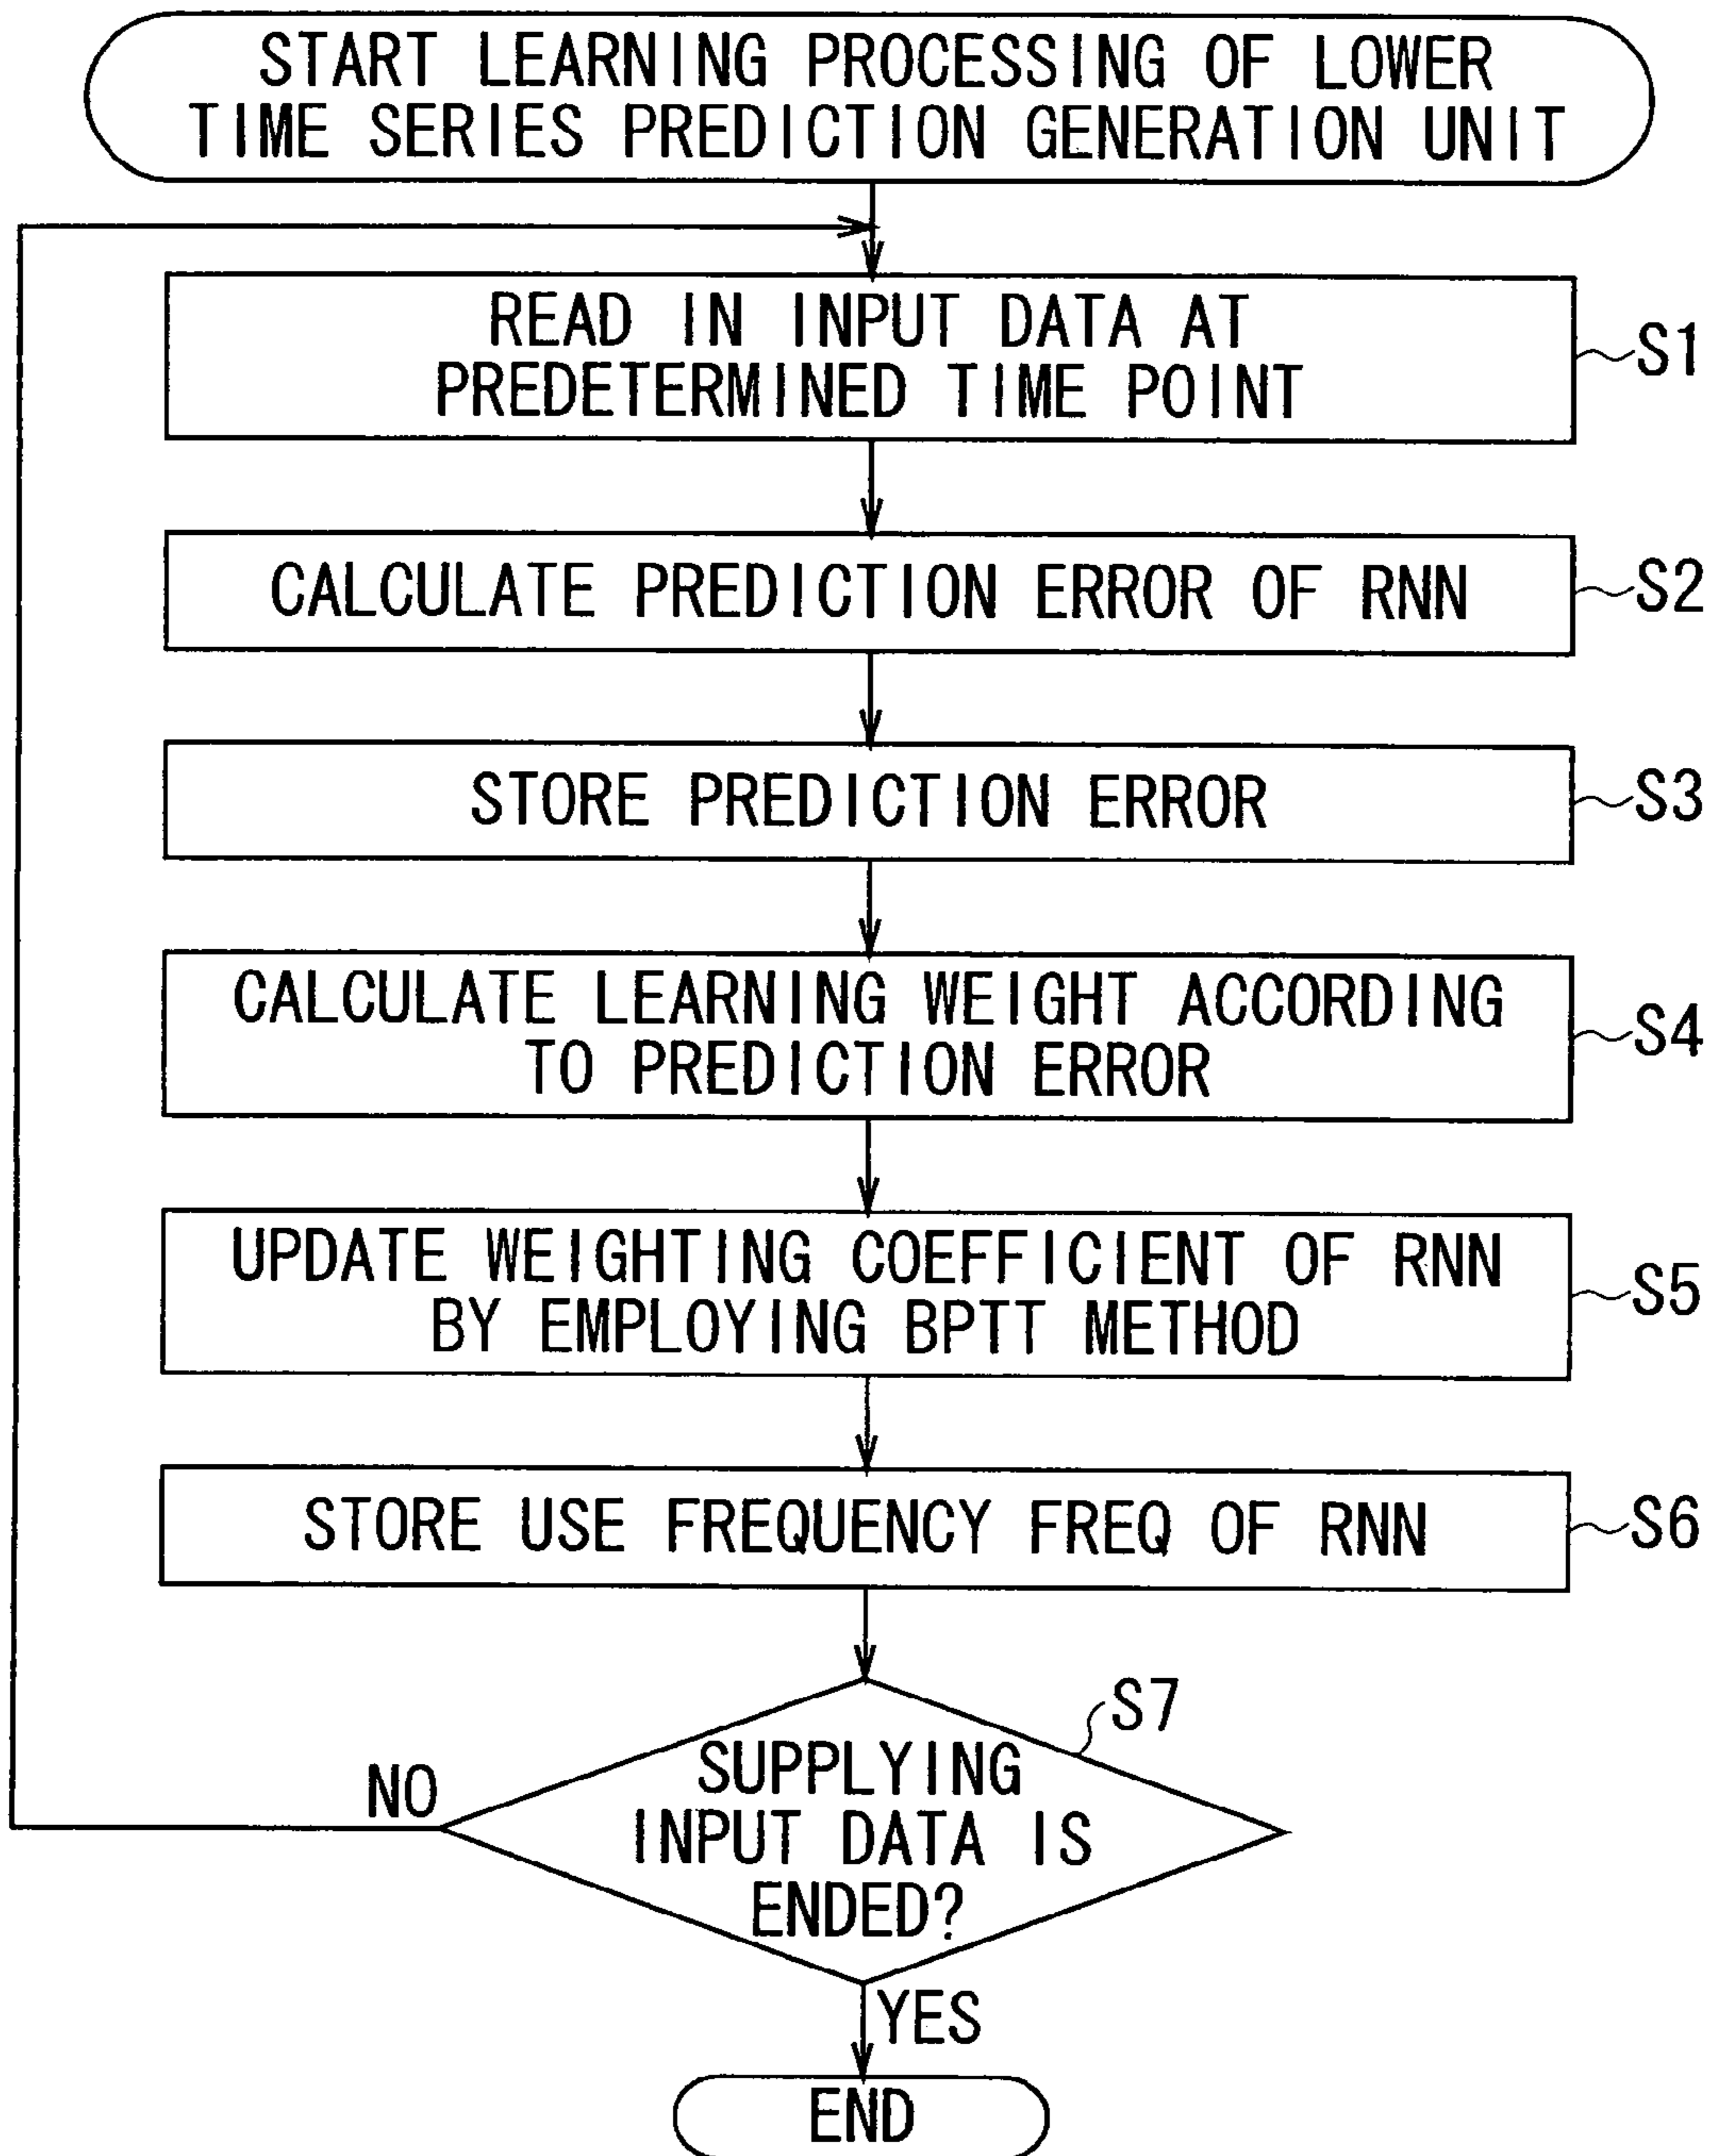 START LEARNING PROCESSING OF LOWER
TIME SERIES PREDICTION GENERATION UNIT
READ IN INPUT DATA AT
PREDETERMINED TIME POINT
S1
CALCULATE PREDICTION ERROR OF RNN
S2
STORE PREDICTION ERROR
S3
CALCULATE LEARNING WEIGHT ACCORDING
TO PREDICTION ERROR
S4
UPDATE WEIGHTING COEFFICIENT OF RNN
BY EMPLOYING BPTT METHOD
S5
STORE USE FREQUENCY FREQ OF RNN
S6
S7
SUPPLYING
INPUT DATA IS
ENDED?
NO
YES
END